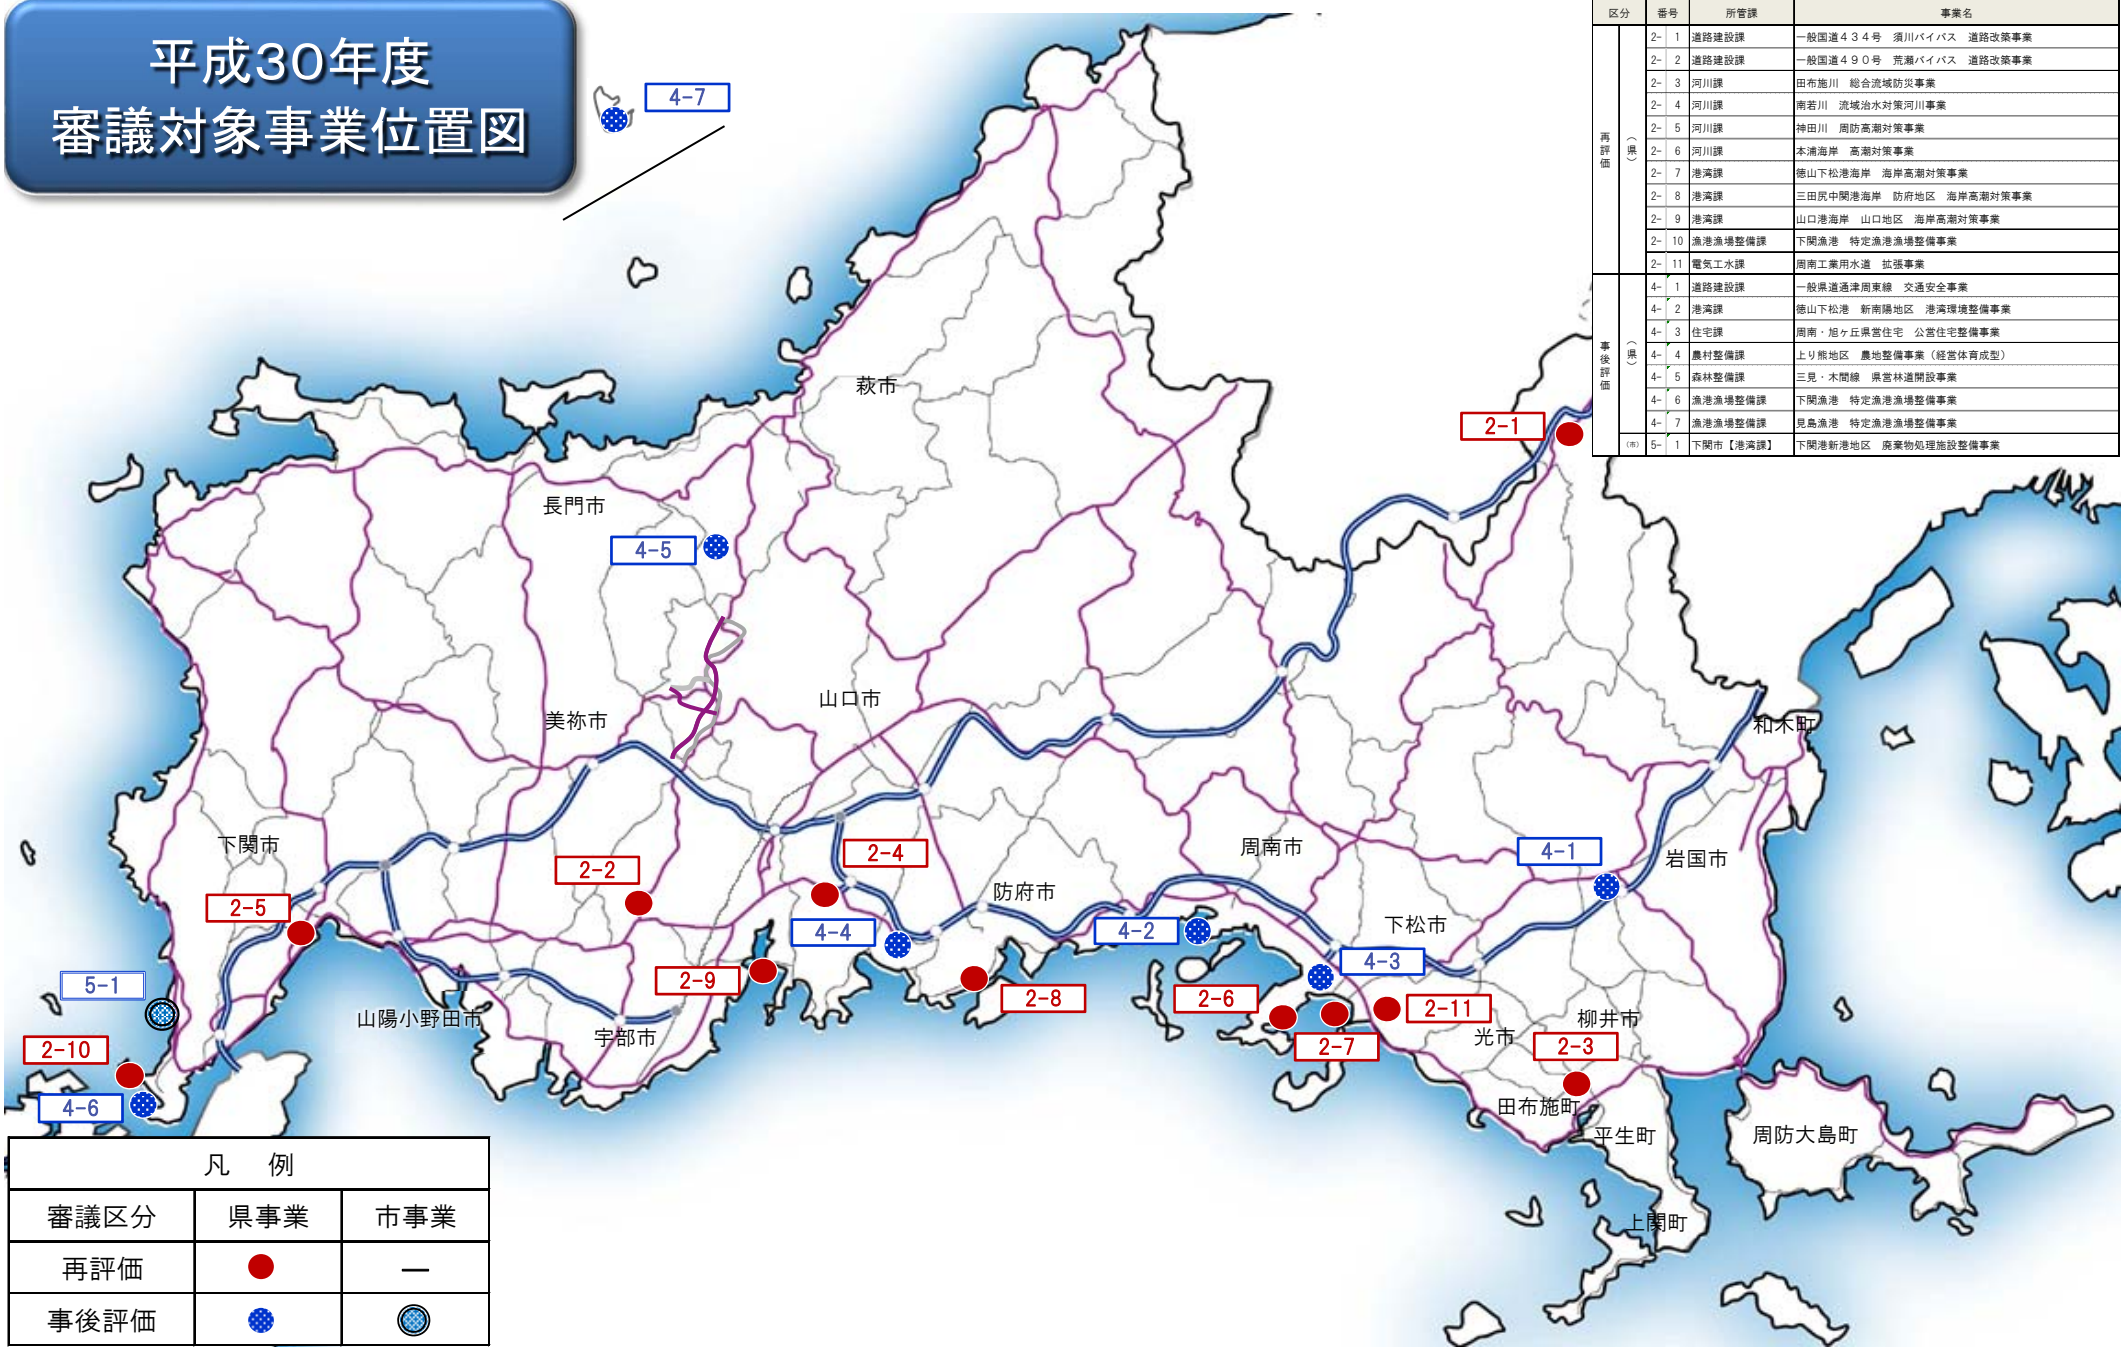 平成30年度
審議対象事業位置図
区分 番号 所管課 事業名
再評価 (県)
2- 1 道路建設課 一般国道434号 須川バイパス 道路改築事業
2- 2 道路建設課 一般国道490号 荒瀬バイパス 道路改築事業
2- 3 河川課 田布施川 総合流域防災事業
2- 4 河川課 南若川 流域治水対策河川事業
2- 5 河川課 神田川 周防高潮対策事業
2- 6 河川課 本浦海岸 高潮対策事業
2- 7 港湾課 徳山下松港海岸 海岸高潮対策事業
2- 8 港湾課 三田尻中関港海岸 防府地区 海岸高潮対策事業
2- 9 港湾課 山口港海岸 山口地区 海岸高潮対策事業
2- 10 漁港漁場整備課 下関漁港 特定漁港漁場整備事業
2- 11 電気工水課 周南工業用水道 拡張事業
事後評価 (県)
4- 1 道路建設課 一般県道通津周東線 交通安全事業
4- 2 港湾課 徳山下松港 新南陽地区 港湾環境整備事業
4- 3 住宅課 周南・旭ヶ丘県営住宅 公営住宅整備事業
4- 4 農村整備課 上り熊地区 農地整備事業(経営体育成型)
4- 5 森林整備課 三見・木間線 県営林道開設事業
4- 6 漁港漁場整備課 下関漁港 特定漁港漁場整備事業
4- 7 漁港漁場整備課 見島漁港 特定漁港漁場整備事業
(市) 5- 1 下関市【港湾課】 下関港新港地区 廃棄物処理施設整備事業
4-7
萩市
2-1
長門市
4-5
山口市
美祢市
和木町
下関市
2-4
周南市
4-1
岩国市
2-2
防府市
2-5
4-4
4-2
下松市
4-3
5-1
2-9
2-8
2-6
2-11
山陽小野田市
宇部市
柳井市
光市
2-10
2-7
2-3
4-6
田布施町
平生町
周防大島町
上関町
凡 例
審議区分 県事業 市事業
再評価 ー
事後評価